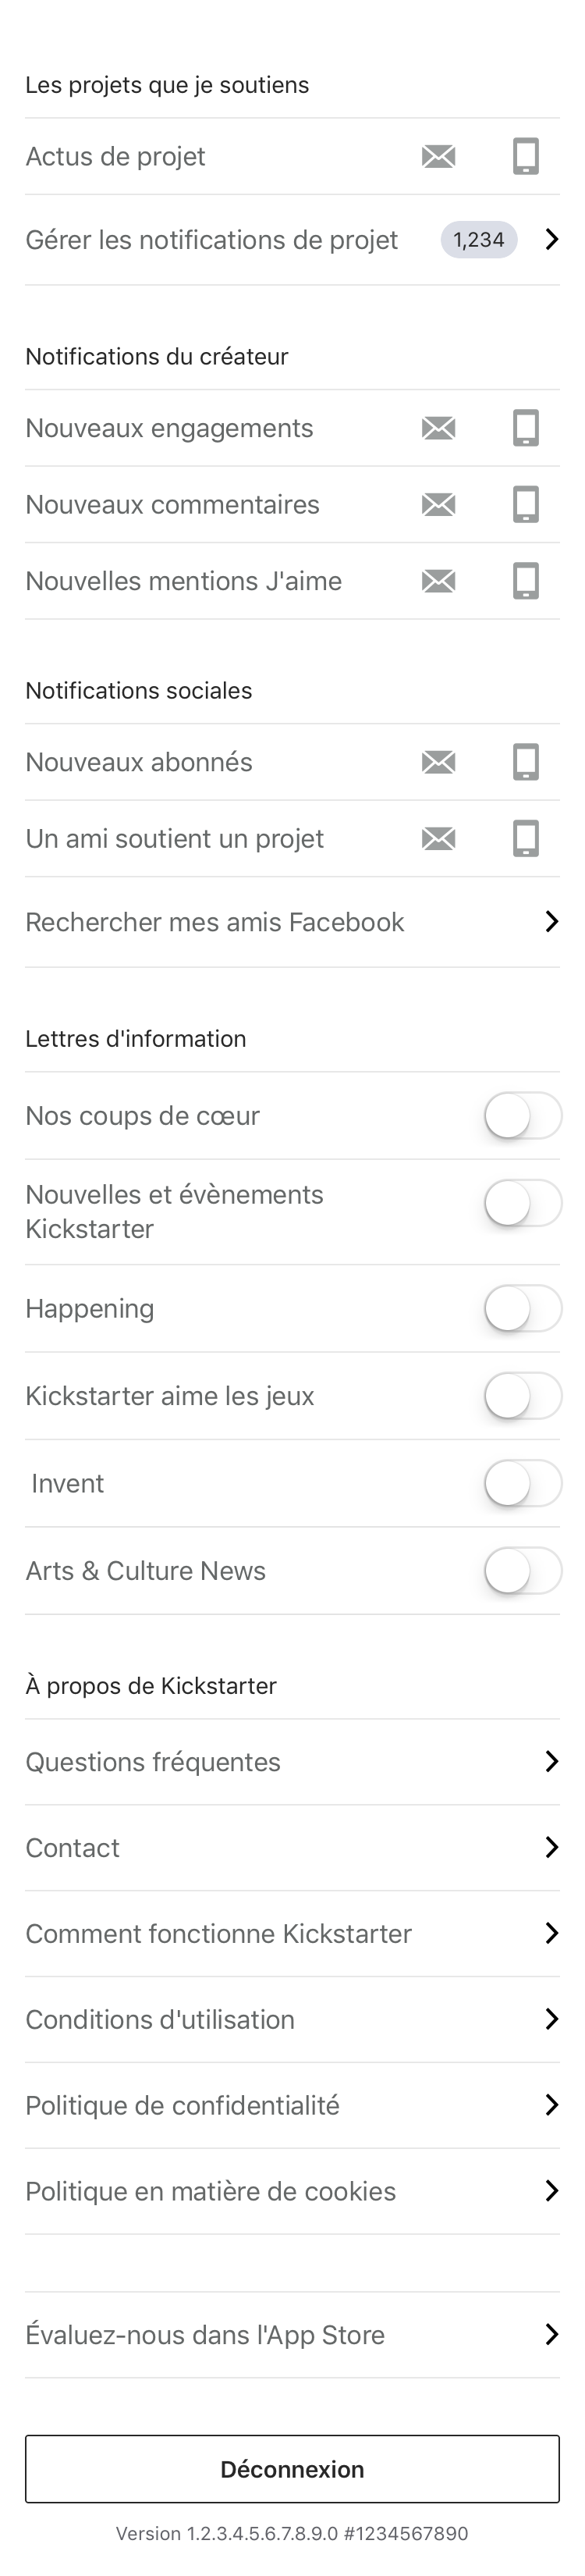 Les projets que je soutiens
Actus de projet
Gérer les notifications de projet 1,234
Notifications du créateur
Nouveaux engagements
Nouveaux commentaires
Nouvelles mentions J'aime
Notifications sociales
Nouveaux abonnés
Un ami soutient un projet
Rechercher mes amis Facebook
Lettres d'information
Nos coups de cœur
Nouvelles et évènements
Kickstarter
Happening
Kickstarter aime les jeux
Invent
Arts & Culture News
À propos de Kickstarter
Questions fréquentes
Contact
Comment fonctionne Kickstarter
Conditions d'utilisation
Politique de confidentialité
Politique en matière de cookies
Évaluez-nous dans l'App Store
Déconnexion
Version 1.2.3.4.5.6.7.8.9.0 #1234567890